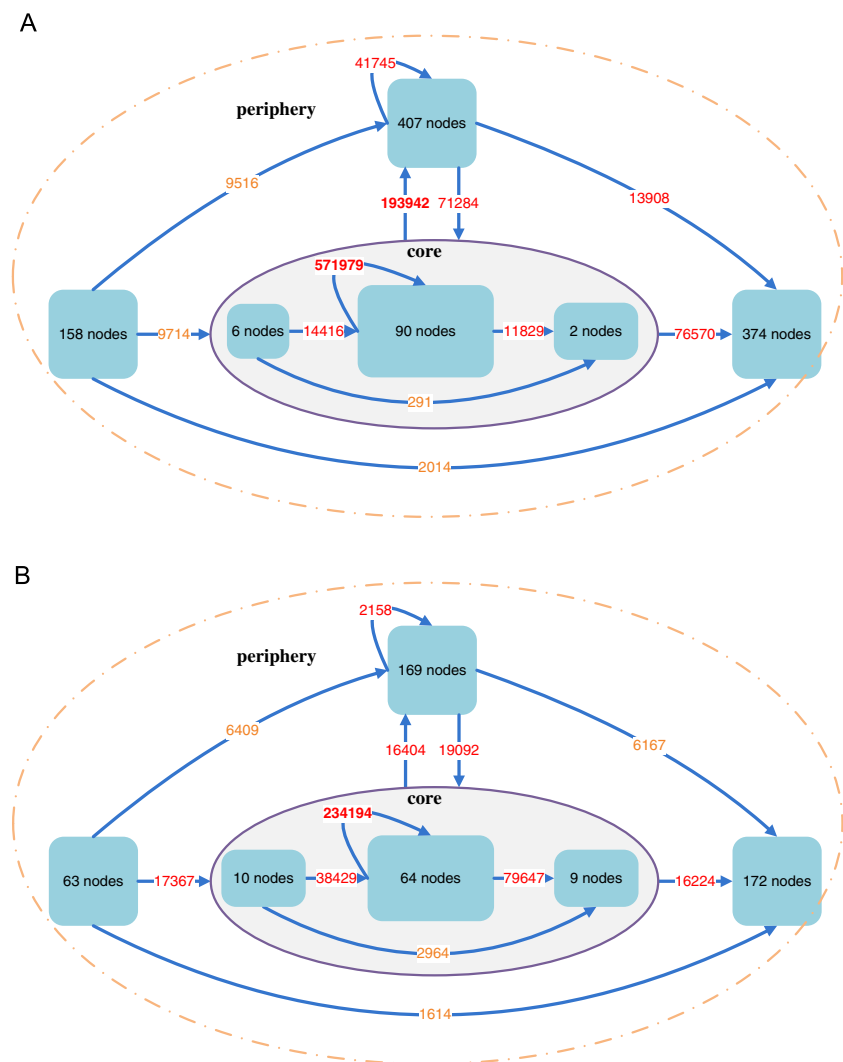 A
41745
periphery
407 nodes
9516
193942 71284
13908
core
571979
158 nodes
9714
6 nodes
14416
90 nodes
11829
2 nodes
76570
374 nodes
291
2014
B
2158
periphery
169 nodes
6409
16404 19092
6167
core
234194
63 nodes
17367
10 nodes
38429
64 nodes
79647
9 nodes
16224
172 nodes
2964
1614